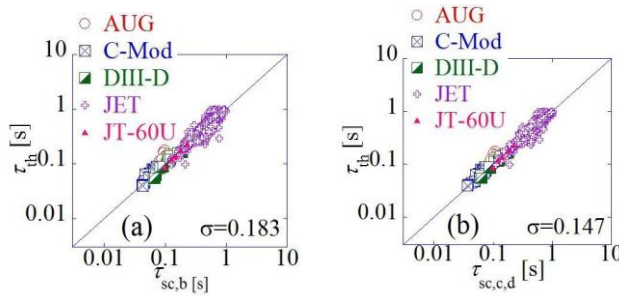 AUG
C-Mod
DIII-D
JET
JT-60U
10
1
0.1
0.01
τth [s]
(a)
σ=0.183
0.01
0.1
1
10
τsc,b [s]
AUG
C-Mod
DIII-D
JET
JT-60U
10
1
0.1
0.01
τth [s]
(b)
σ=0.147
0.01
0.1
1
10
τsc,c,d [s]